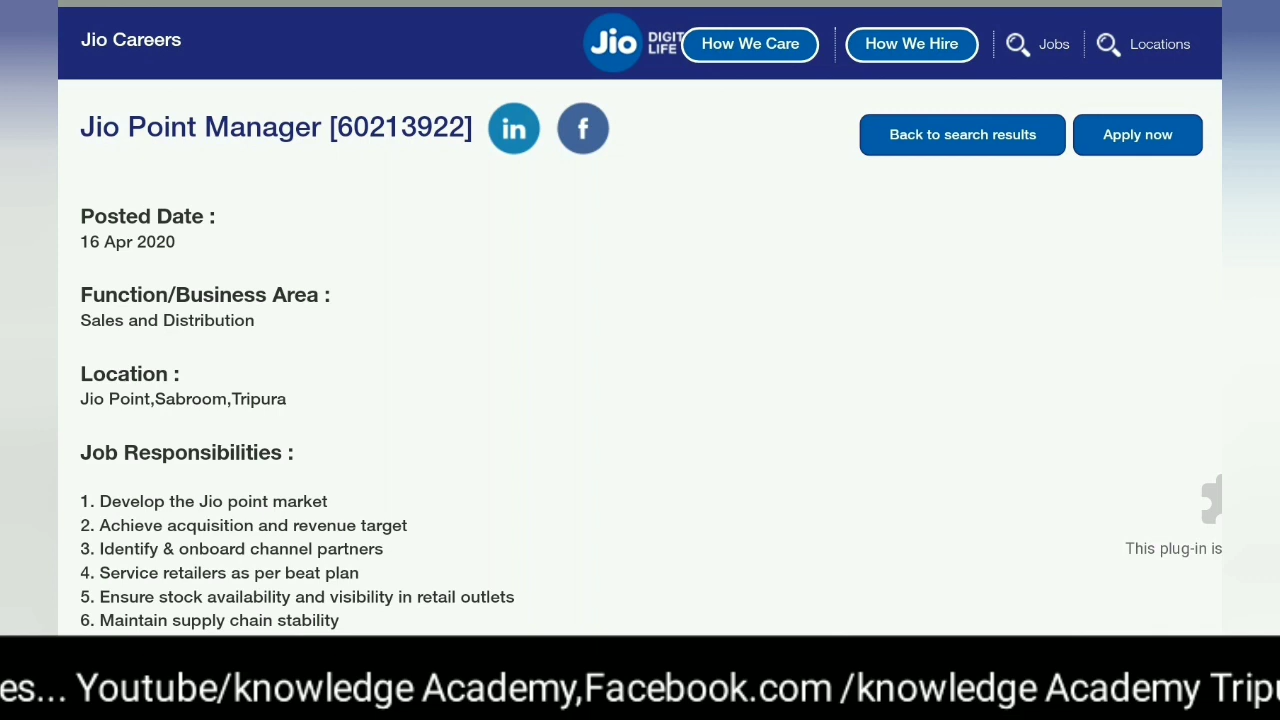 Jio Careers
Jio DIGIT
LIFE
How We Care
How We Hire
Jobs
Locations
Jio Point Manager [60213922]
in
f
Back to search results
Apply now
Posted Date :
16 Apr 2020
Function/Business Area :
Sales and Distribution
Location :
Jio Point,Sabroom,Tripura
Job Responsibilities :
1. Develop the Jio point market
2. Achieve acquisition and revenue target
3. Identify & onboard channel partners
4. Service retailers as per beat plan
5. Ensure stock availability and visibility in retail outlets
6. Maintain supply chain stability
This plug-in is
es... Youtube/knowledge Academy,Facebook.com /knowledge Academy Trip